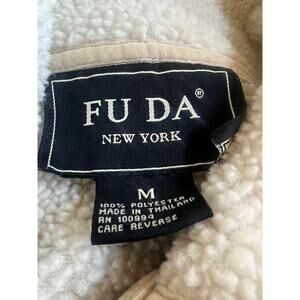 FU DA®
NEW YORK
M
100% POLYESTER
MADE IN THAILAND
RN 100994
CARE REVERSE